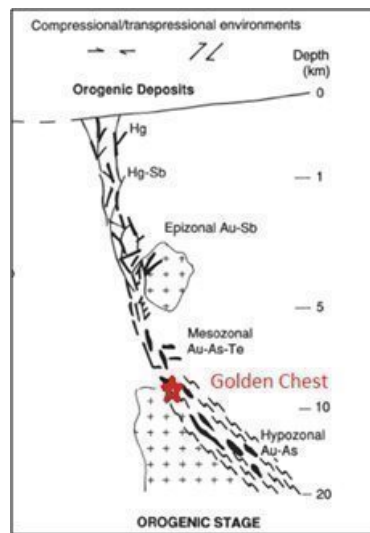 Compressional/transpressional environments
Depth
(km)
Orogenic Deposits
0
Hg
Hg-Sb
1
Epizonal Au-Sb
5
Mesozonal
Au-As-Te
Golden Chest
10
Hypozonal
Au-As
20
OROGENIC STAGE